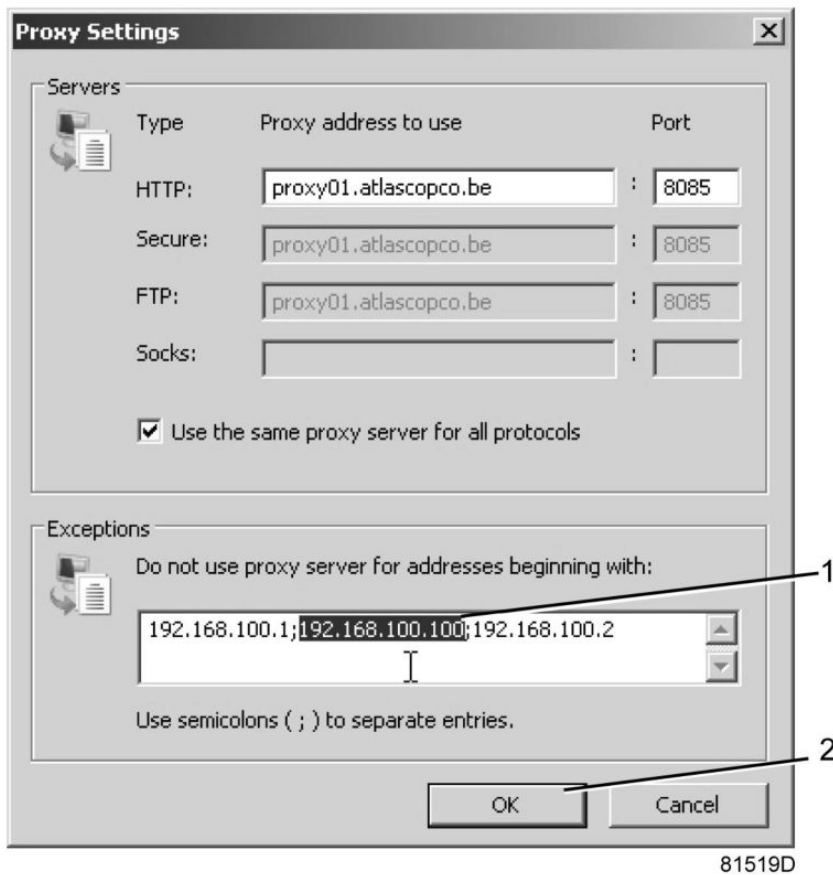 Proxy Settings
Servers
Type Proxy address to use Port
HTTP: proxy01.atlascopco.be : 8085
Secure: proxy01.atlascopco.be : 8085
FTP: proxy01.atlascopco.be : 8085
Socks: :
Use the same proxy server for all protocols
Exceptions
Do not use proxy server for addresses beginning with:
1
192.168.100.1;192.168.100.100;192.168.100.2
Use semicolons ( ; ) to separate entries.
2
OK Cancel
81519D